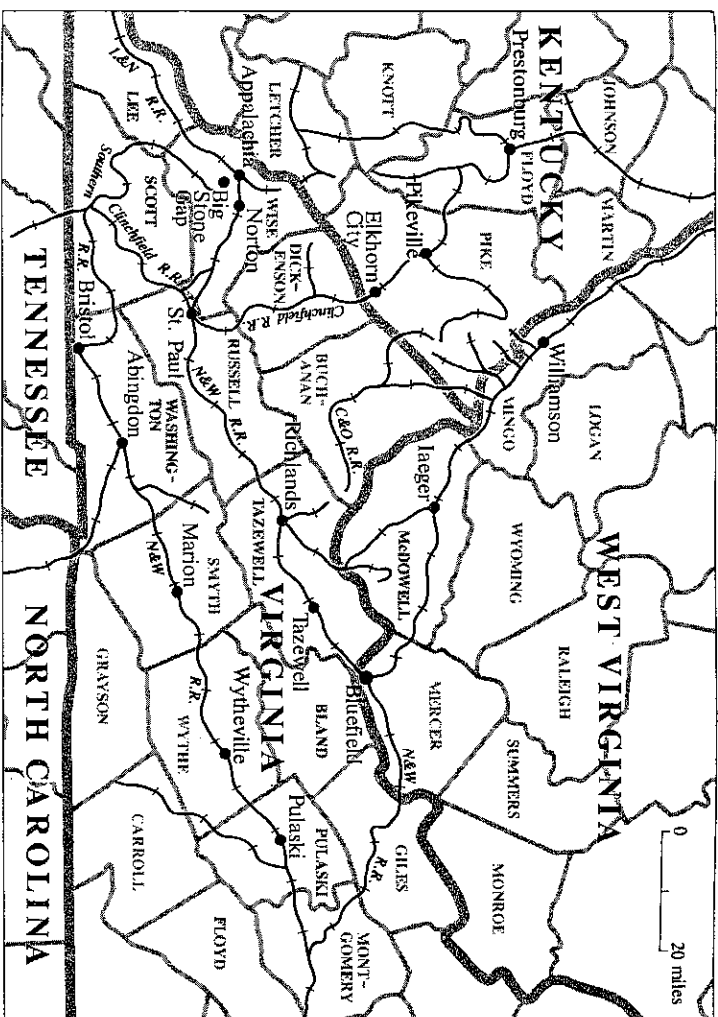 0 20 miles
WEST VIRGINIA
JOHNSON
MARTIN
LOGAN
RALEIGH
SUMMERS
MONROE
KENTUCKY
Prestonburg
FLOYD
Williamson
MINGO
WYOMING
KNOTT
PIKE
Pikeville
Iaeger
McDOWELL
MERCER
N&W
R.R.
GILES
Elkhorn
City
C&O R.R.
BUCH-
ANAN
Bluefield
BLAND
MONT-
GOMERY
LETCHER
Appalachia
WISE
Norton
DICK-
ENSON
Clinchfield R.R.
Richlands
Tazewell
TAZEWELL
VIRGINIA
PULASKI
Pulaski
Big
Stone
Gap
RUSSELL
N&W R.R.
St. Paul
SMYTH
Marion
Wytheville
WYTHE
R.R.
N&W
FLOYD
L&N R.R.
LEE
SCOTT
Clinchfield R.R.
WASHING-
TON
Abingdon
CARROLL
GRAYSON
Southern R.R.
Bristol
TENNESSEE
NORTH CAROLINA